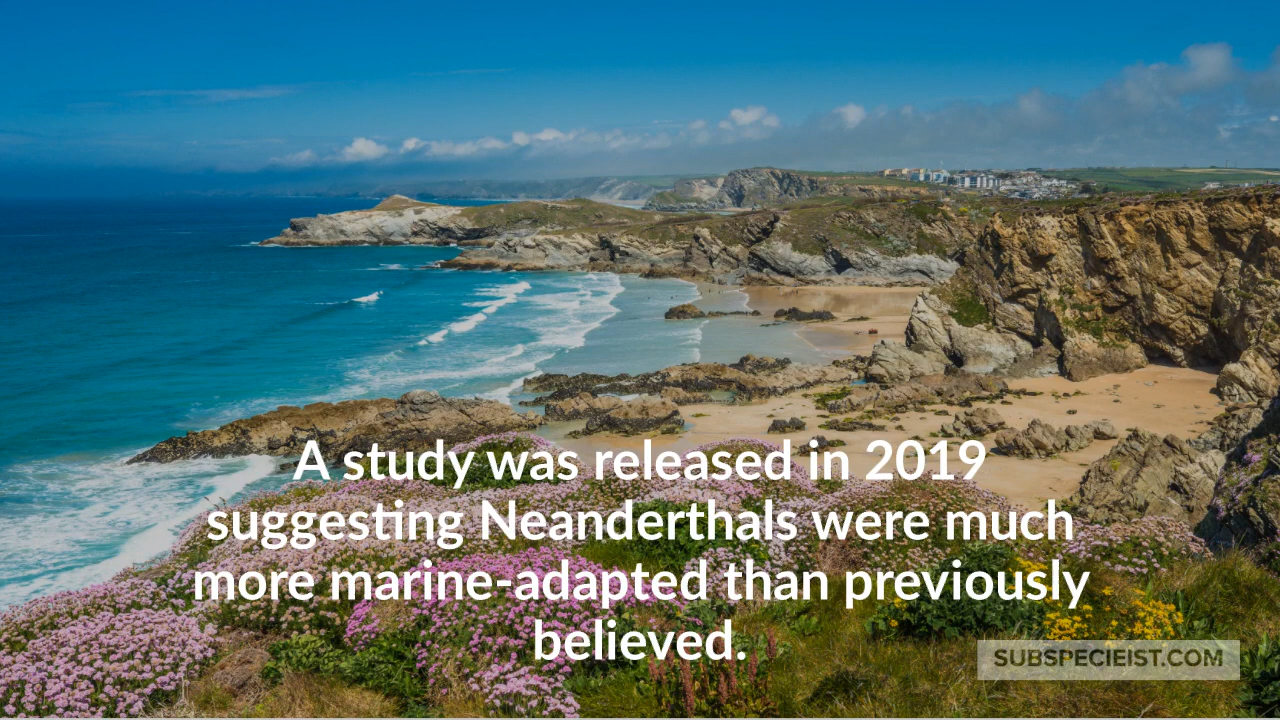 A study was released in 2019
suggesting Neanderthals were much
more marine-adapted than previously
believed.
SUBSPECIEIST.COM